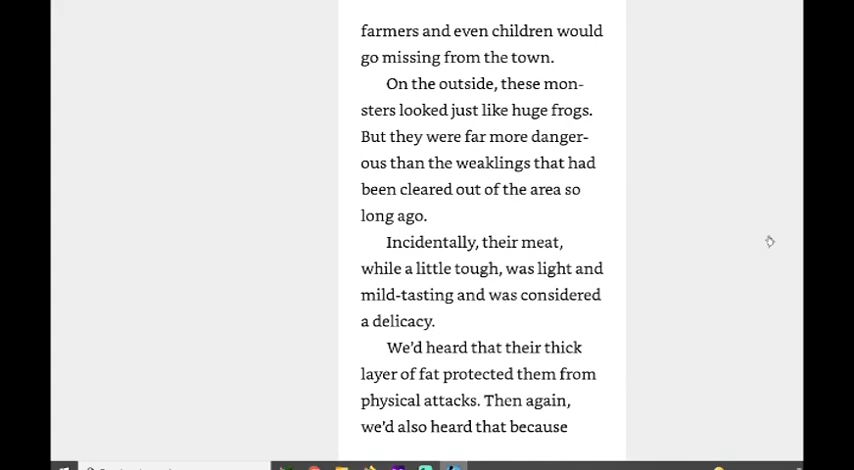 farmers and even children would
go missing from the town.
On the outside, these mon-
sters looked just like huge frogs.
But they were far more danger-
ous than the weaklings that had
been cleared out of the area so
long ago.
Incidentally, their meat,
while a little tough, was light and
mild-tasting and was considered
a delicacy.
We'd heard that their thick
layer of fat protected them from
physical attacks. Then again,
we'd also heard that because